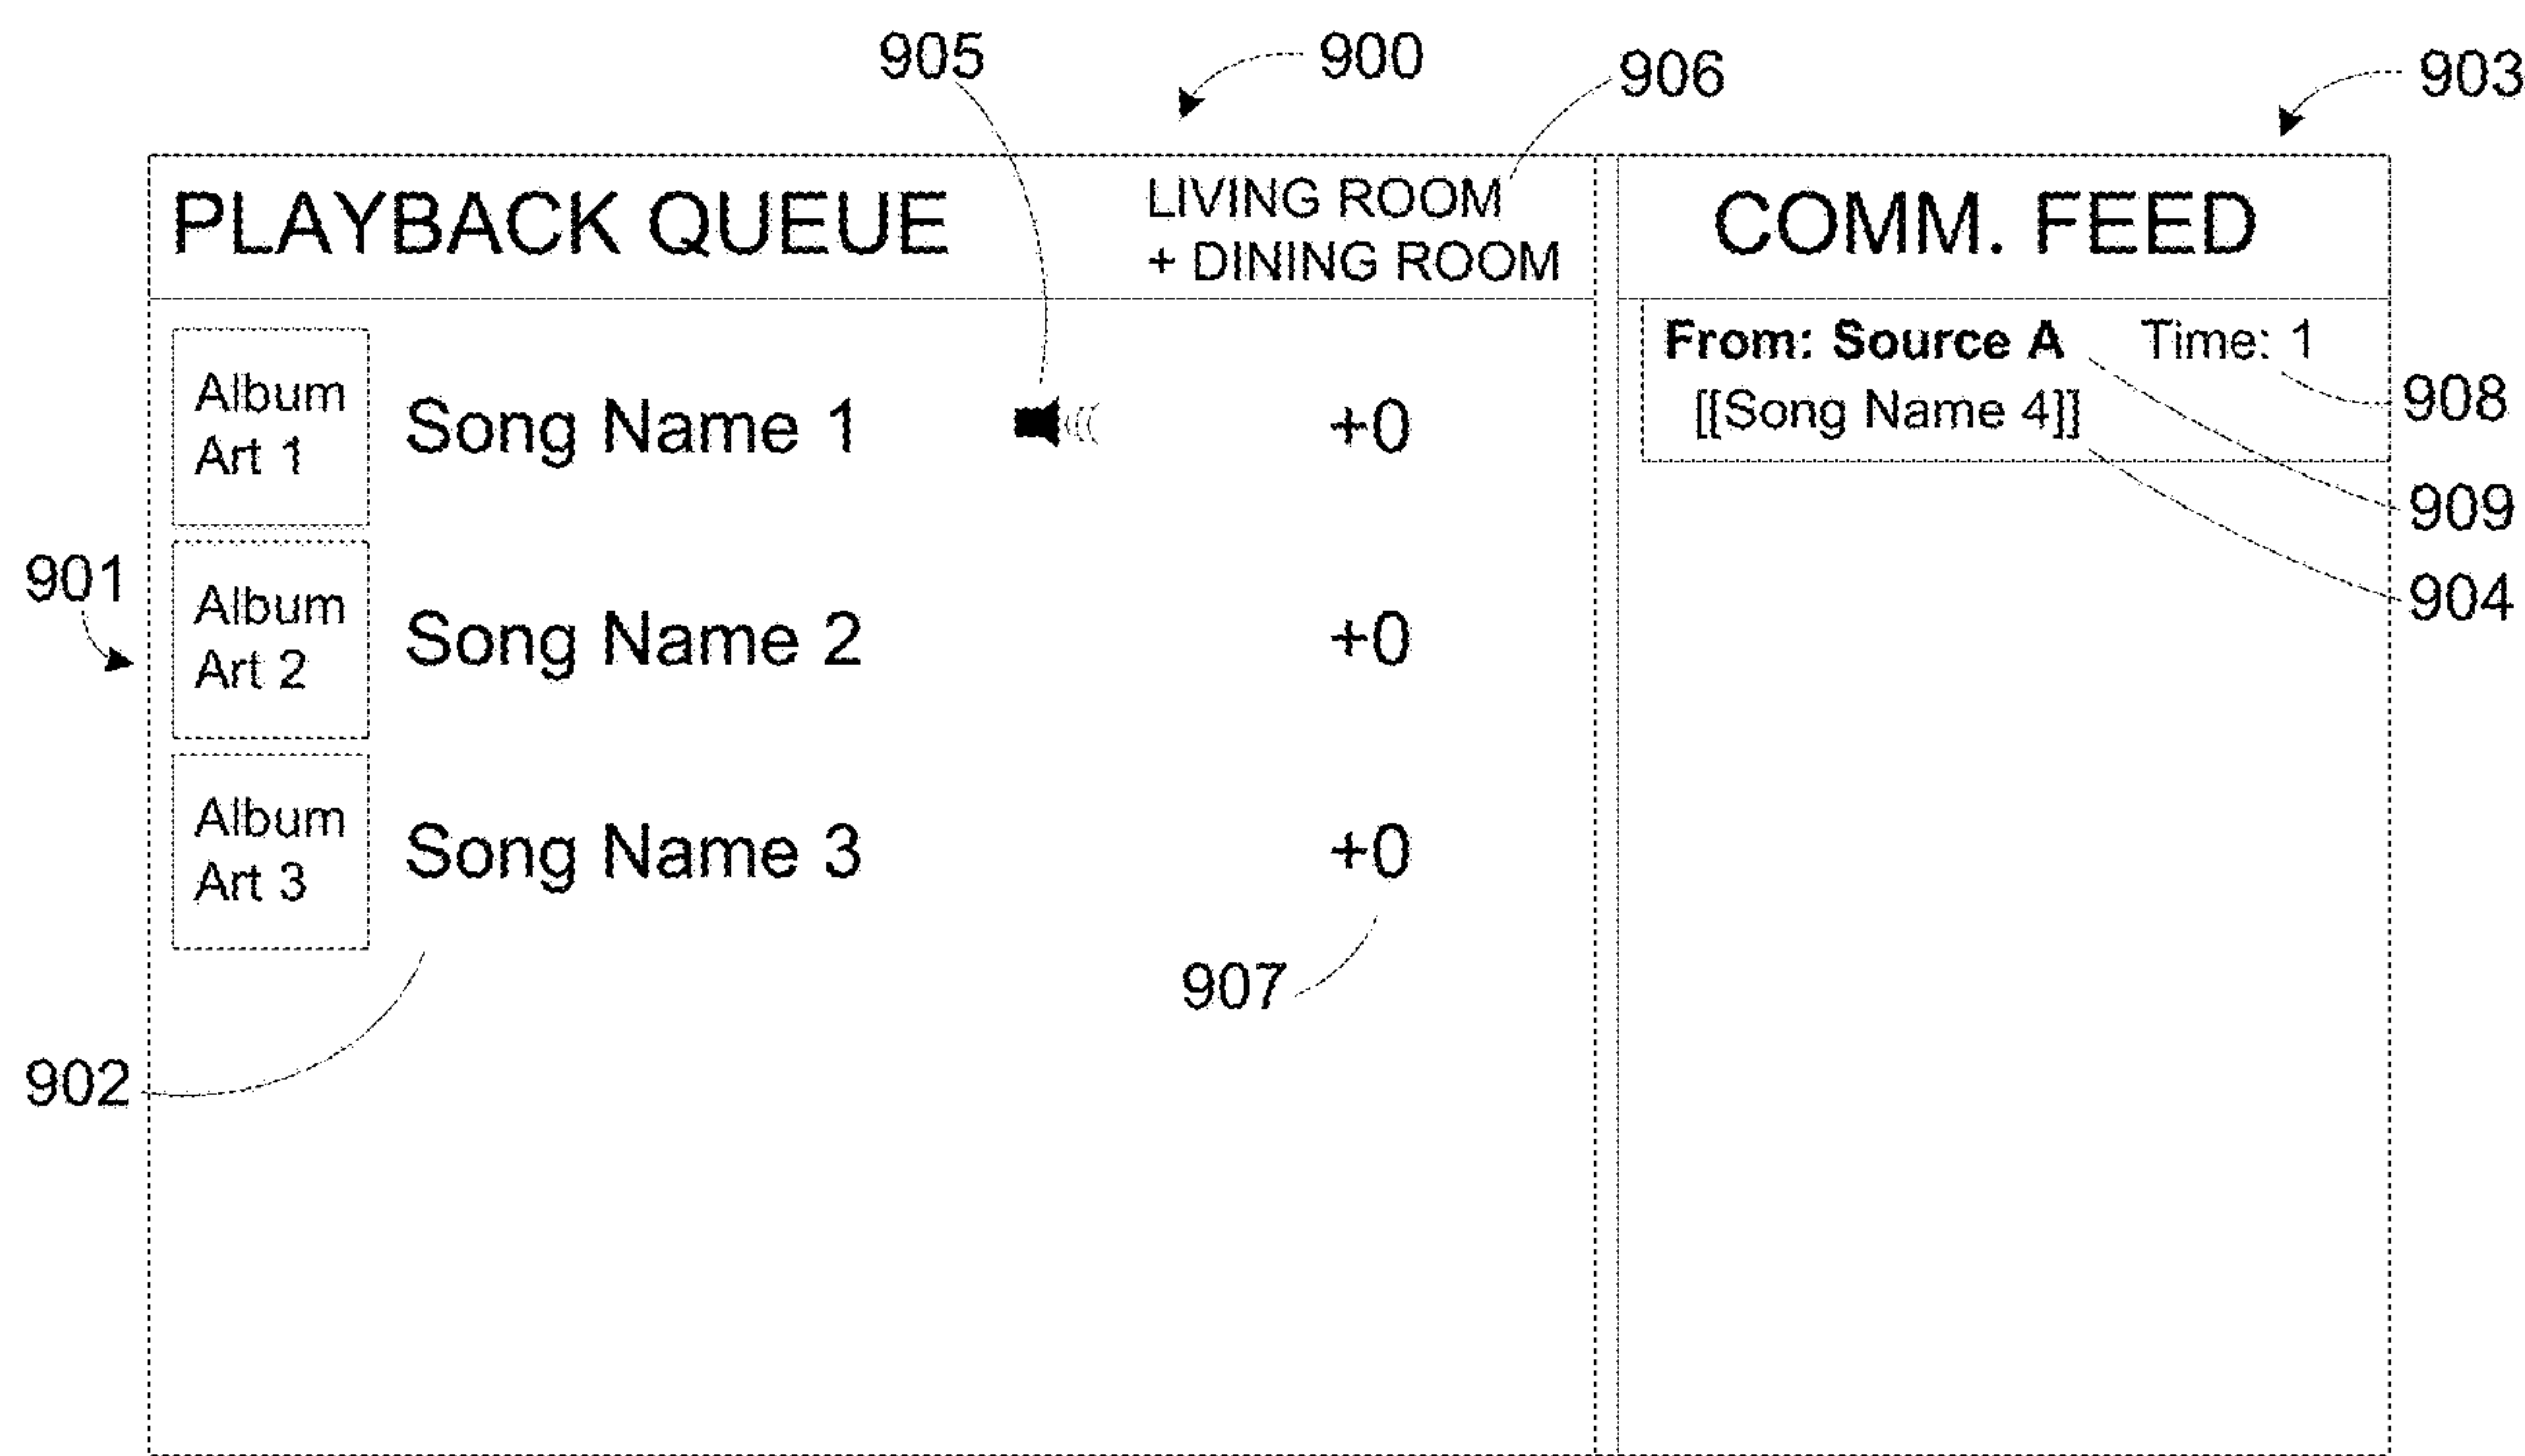 905
900
906
903
PLAYBACK QUEUE
LIVING ROOM
+ DINING ROOM
COMM. FEED
Album
Art 1
Song Name 1
+0
From: Source A
Time: 1
[[Song Name 4]]
908
909
904
901
Album
Art 2
Song Name 2
+0
Album
Art 3
Song Name 3
+0
907
902